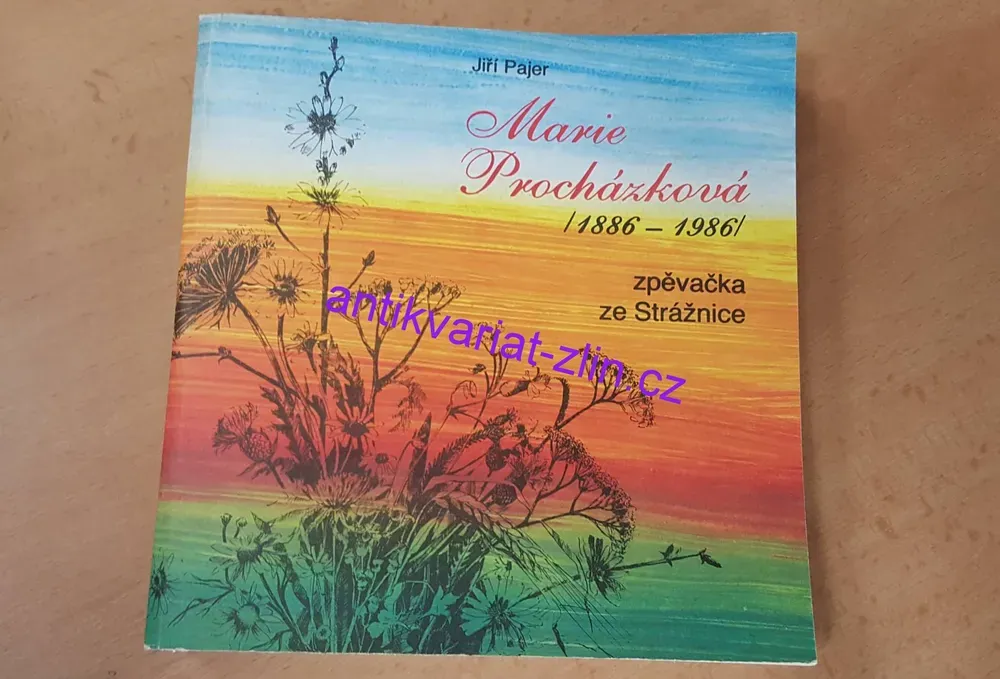 Jiří Pajer
Marie
Procházková
/1886 – 1986/
zpěvačka
ze Strážnice
antikvariat-zlin.cz